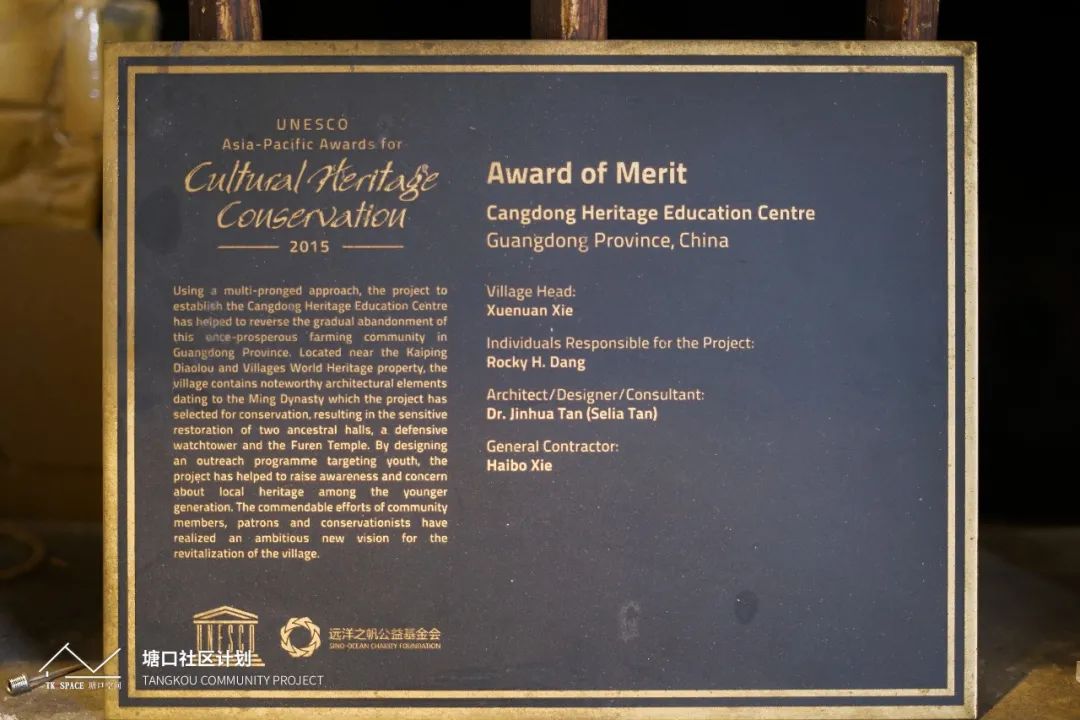 UNESCO
Asia-Pacific Awards for
Cultural Heritage
Conservation
2015
Using a multi-pronged approach, the project to
establish the Cangdong Heritage Education Centre
has helped to reverse the gradual abandonment of
this once-prosperous farming community in
Guangdong Province. Located near the Kaiping
Diaolou and Villages World Heritage property, the
village contains noteworthy architectural elements
dating to the Ming Dynasty which the project has
selected for conservation, resulting in the sensitive
restoration of two ancestral halls, a defensive
watchtower and the Furen Temple. By designing
an outreach programme targeting youth, the
project has helped to raise awareness and concern
about local heritage among the younger
generation. The commendable efforts of community
members, patrons and conservationists have
realized an ambitious new vision for the
revitalization of the village.
Award of Merit
Cangdong Heritage Education Centre
Guangdong Province, China
Village Head:
Xuenuan Xie
Individuals Responsible for the Project:
Rocky H. Dang
Architect/Designer/Consultant:
Dr. Jinhua Tan (Selia Tan)
General Contractor:
Haibo Xie
UNESCO
远洋之帆公益基金会
SINO-OCEAN CHARITY FOUNDATION
TK SPACE 塘口空间
塘口社区计划
TANGKOU COMMUNITY PROJECT